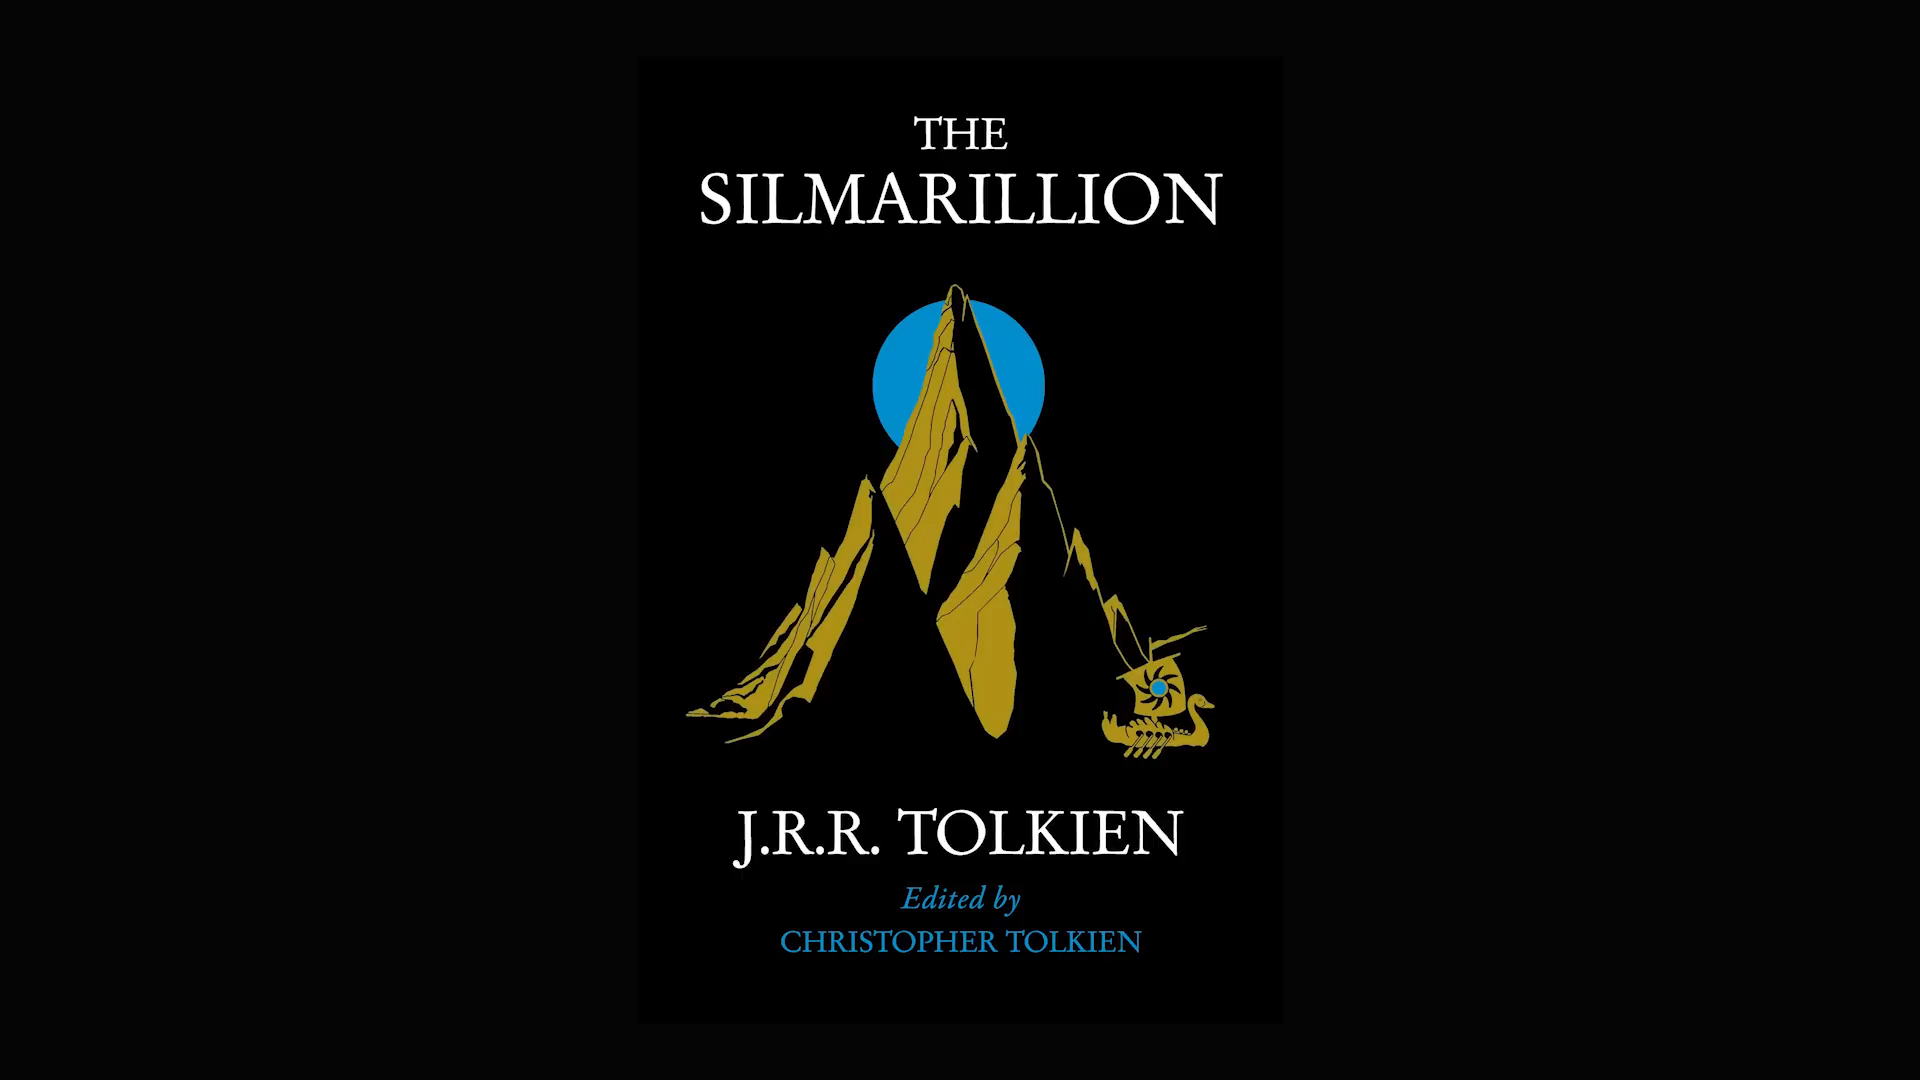 THE
SILMARILLION
J.R.R. TOLKIEN
Edited by
CHRISTOPHER TOLKIEN